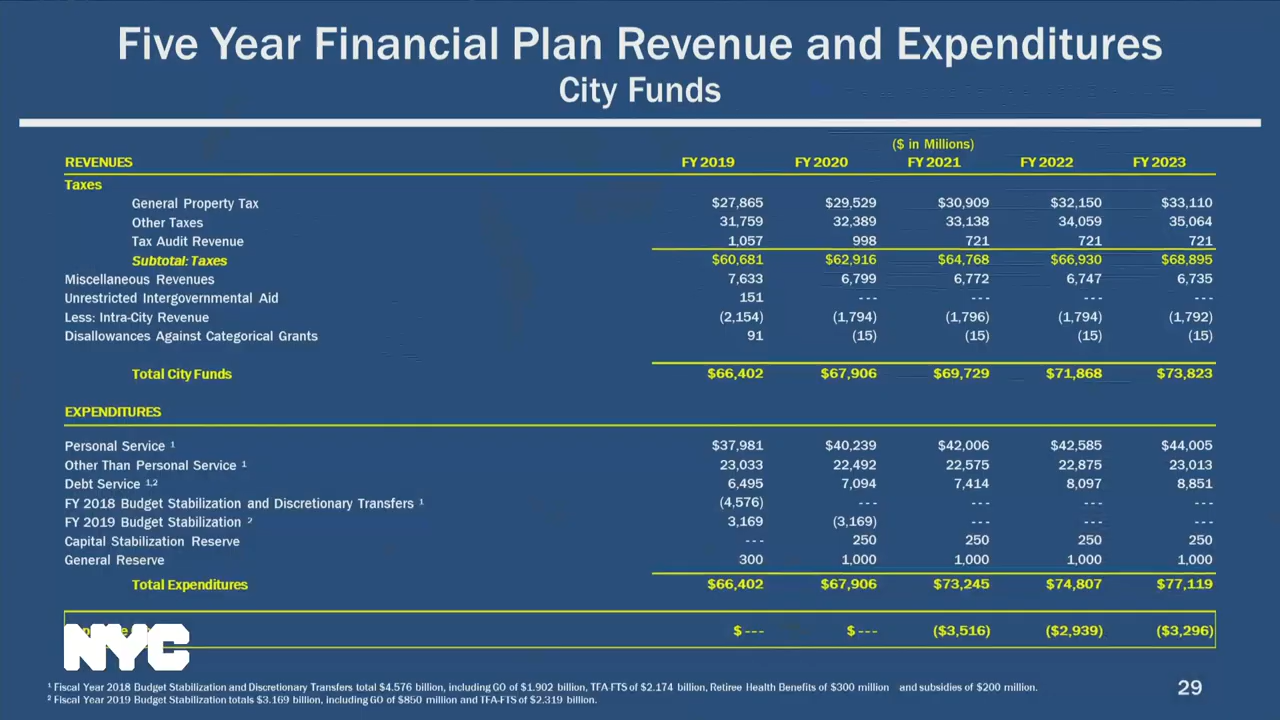 Five Year Financial Plan Revenue and Expenditures
City Funds
($ in Millions)
REVENUES FY 2019 FY 2020 FY 2021 FY 2022 FY 2023
Taxes
General Property Tax $27,865 $29,529 $30,909 $32,150 $33,110
Other Taxes 31,759 32,389 33,138 34,059 35,064
Tax Audit Revenue 1,057 998 721 721 721
Subtotal: Taxes $60,681 $62,916 $64,768 $66,930 $68,895
Miscellaneous Revenues 7,633 6,799 6,772 6,747 6,735
Unrestricted Intergovernmental Aid 151 --- --- --- ---
Less: Intra-City Revenue (2,154) (1,794) (1,796) (1,794) (1,792)
Disallowances Against Categorical Grants 91 (15) (15) (15) (15)
Total City Funds $66,402 $67,906 $69,729 $71,868 $73,823
EXPENDITURES
Personal Service ¹ $37,981 $40,239 $42,006 $42,585 $44,005
Other Than Personal Service ¹ 23,033 22,492 22,575 22,875 23,013
Debt Service ¹,² 6,495 7,094 7,414 8,097 8,851
FY 2018 Budget Stabilization and Discretionary Transfers ¹ (4,576) --- --- --- ---
FY 2019 Budget Stabilization ² 3,169 (3,169) --- --- ---
Capital Stabilization Reserve --- 250 250 250 250
General Reserve 300 1,000 1,000 1,000 1,000
Total Expenditures $66,402 $67,906 $73,245 $74,807 $77,119
NYC $ --- $ --- ($3,516) ($2,939) ($3,296)
¹ Fiscal Year 2018 Budget Stabilization and Discretionary Transfers total $4.576 billion, including GO of $1.902 billion, TFA FTS of $2.174 billion, Retiree Health Benefits of $300 million and subsidies of $200 million.
² Fiscal Year 2019 Budget Stabilization totals $3.169 billion, including GO of $850 million and TFA-FTS of $2.319 billion.
29